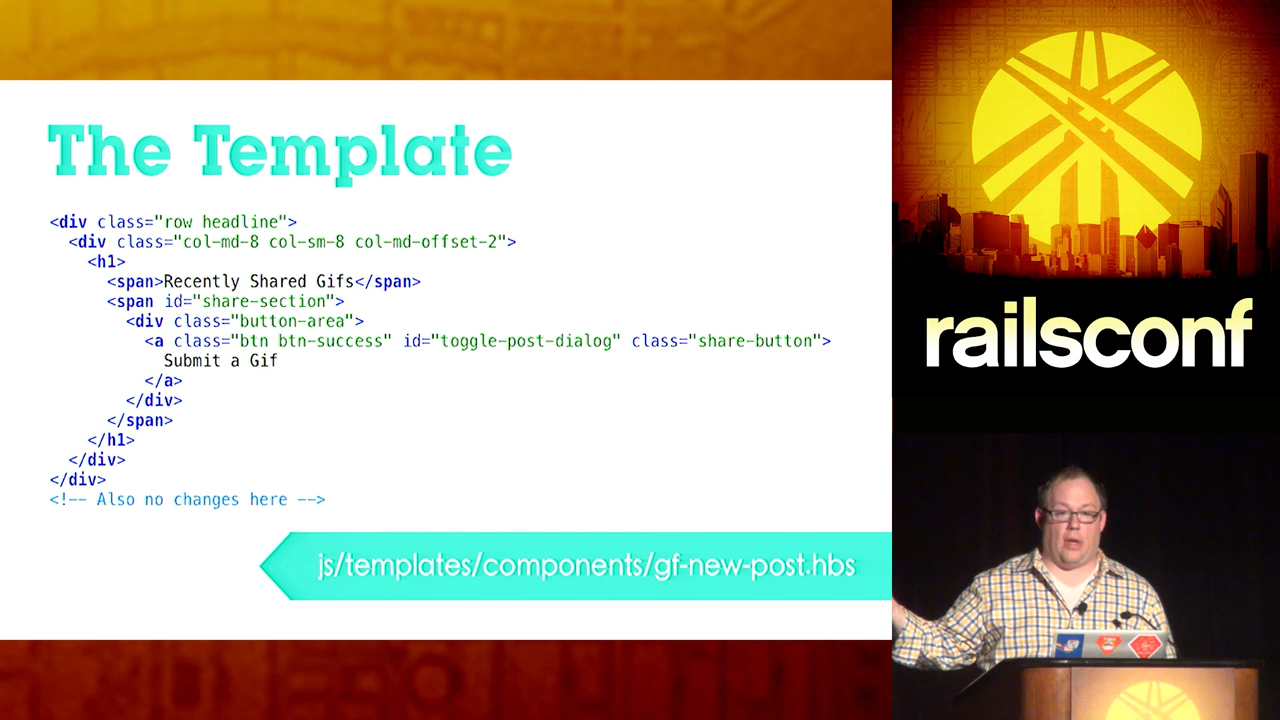 The Template
<div class="row headline">
  <div class="col-md-8 col-sm-8 col-md-offset-2">
    <h1>
      <span>Recently Shared Gifs</span>
      <span id="share-section">
        <div class="button-area">
          <a class="btn btn-success" id="toggle-post-dialog" class="share-button">
            Submit a Gif
          </a>
        </div>
      </span>
    </h1>
  </div>
</div>
<!-- Also no changes here -->
js/templates/components/gf-new-post.hbs
railsconf